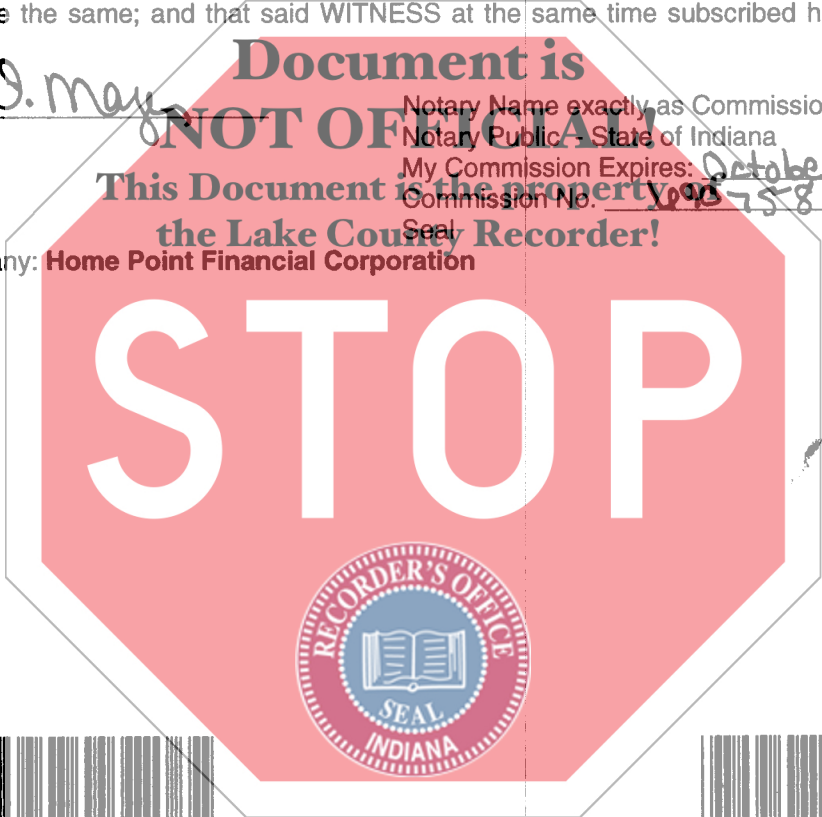 e the same; and that said WITNESS at the same time subscribed h
Document is
NOT OFFICIAL!
This Document is the property of
the Lake County Recorder!
Notary Name exactly as Commissio
Notary Public - State of Indiana
My Commission Expires: Octobe
Commission No.
Seal
ny: Home Point Financial Corporation
STOP
RECORDER'S OFFICE
SEAL
INDIANA